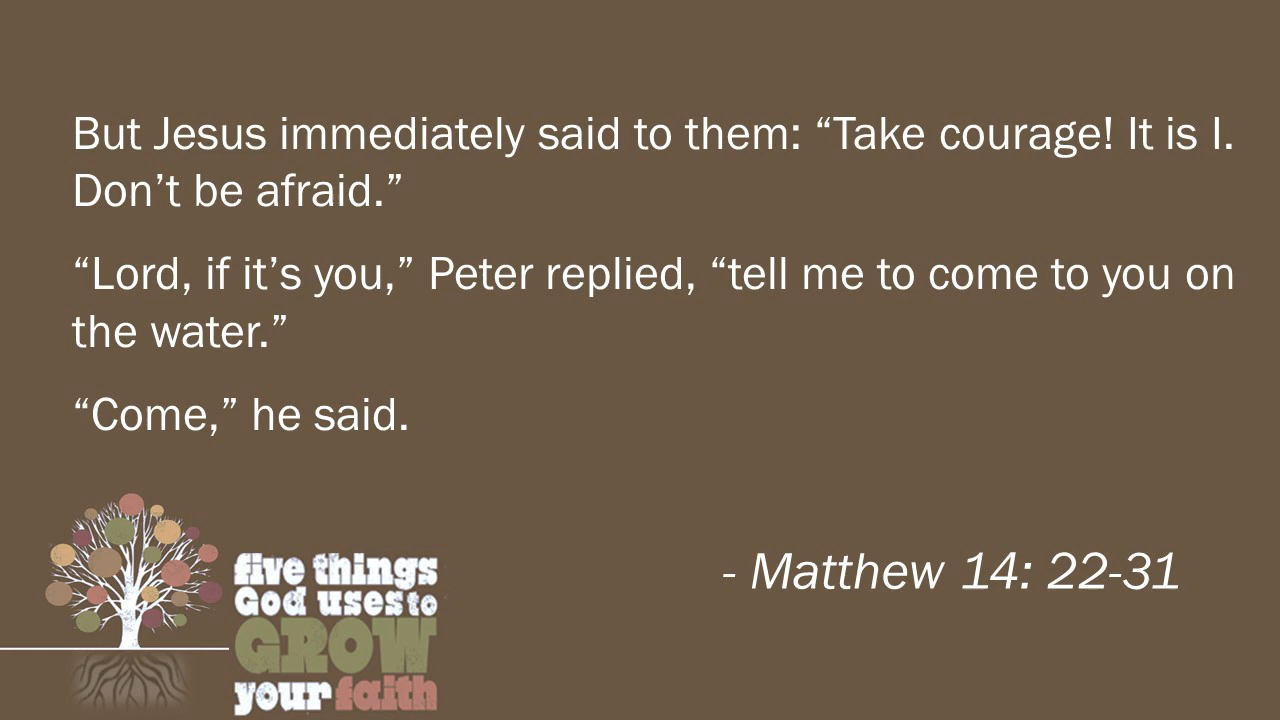 But Jesus immediately said to them: “Take courage! It is I.
Don’t be afraid.”
“Lord, if it’s you,” Peter replied, “tell me to come to you on
the water.”
“Come,” he said.
- Matthew 14: 22-31
five things
God uses to
GROW
your faith